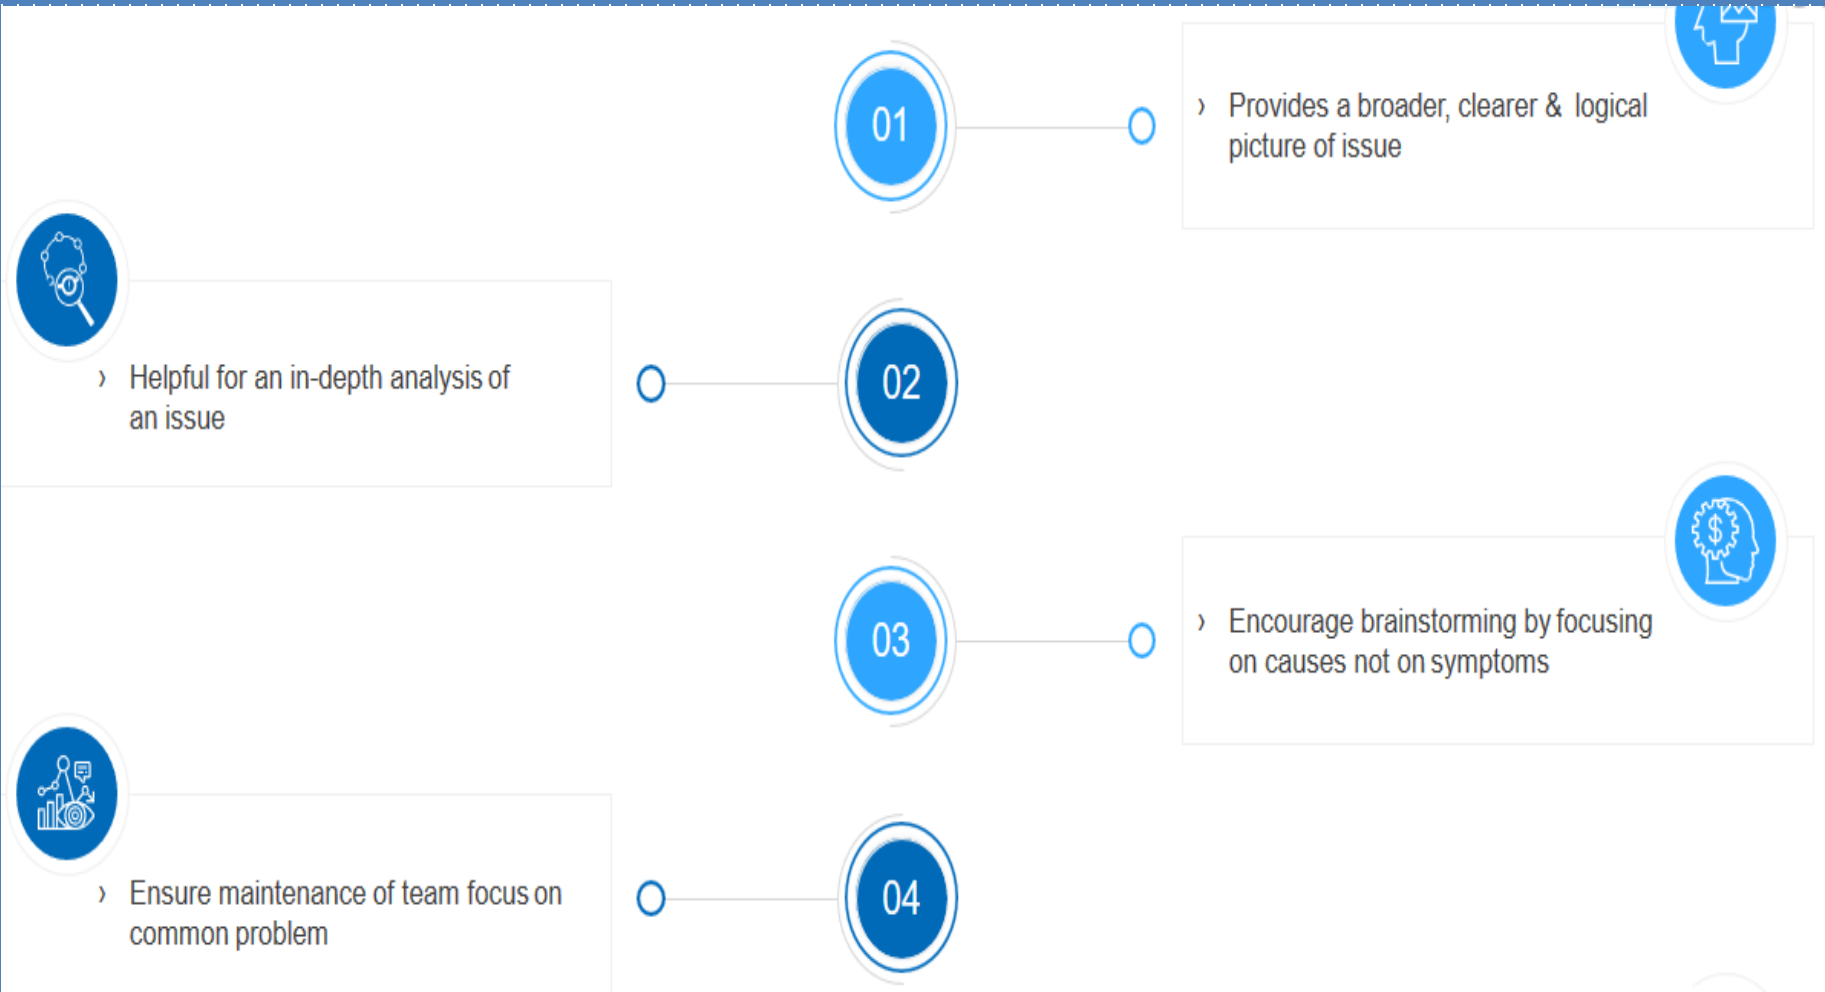 01
› Provides a broader, clearer & logical
picture of issue
02
› Helpful for an in-depth analysis of
an issue
03
› Encourage brainstorming by focusing
on causes not on symptoms
04
› Ensure maintenance of team focus on
common problem